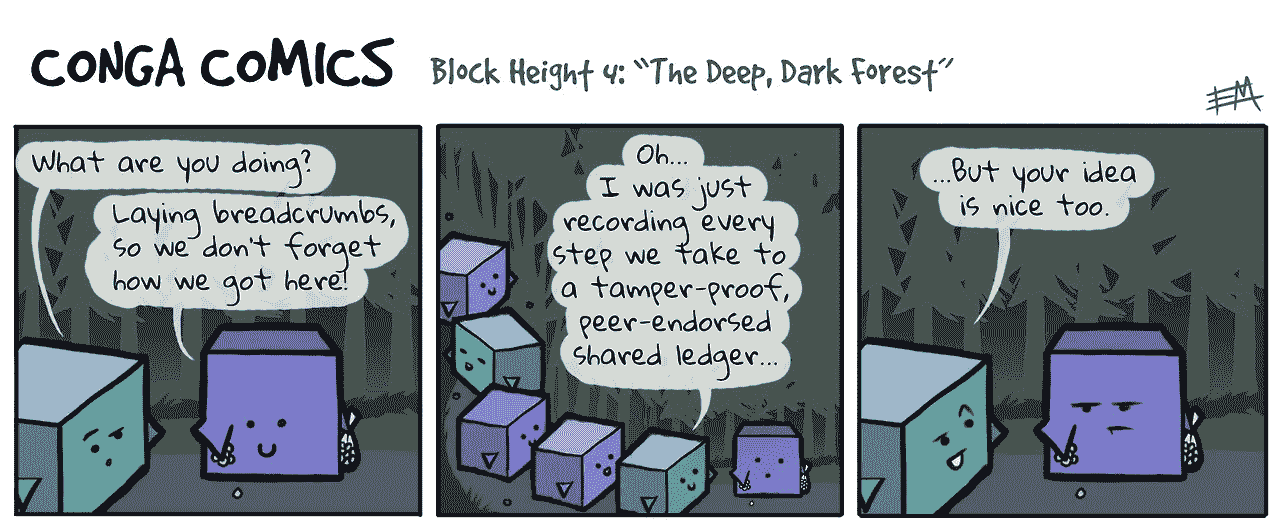 CONGA COMICS
Block Height 4: "The Deep, Dark Forest"
EM
What are you doing?
Laying breadcrumbs,
so we don't forget
how we got here!
Oh...
I was just
recording every
step we take to
a tamper-proof,
peer-endorsed
shared ledger...
...But your idea
is nice too.